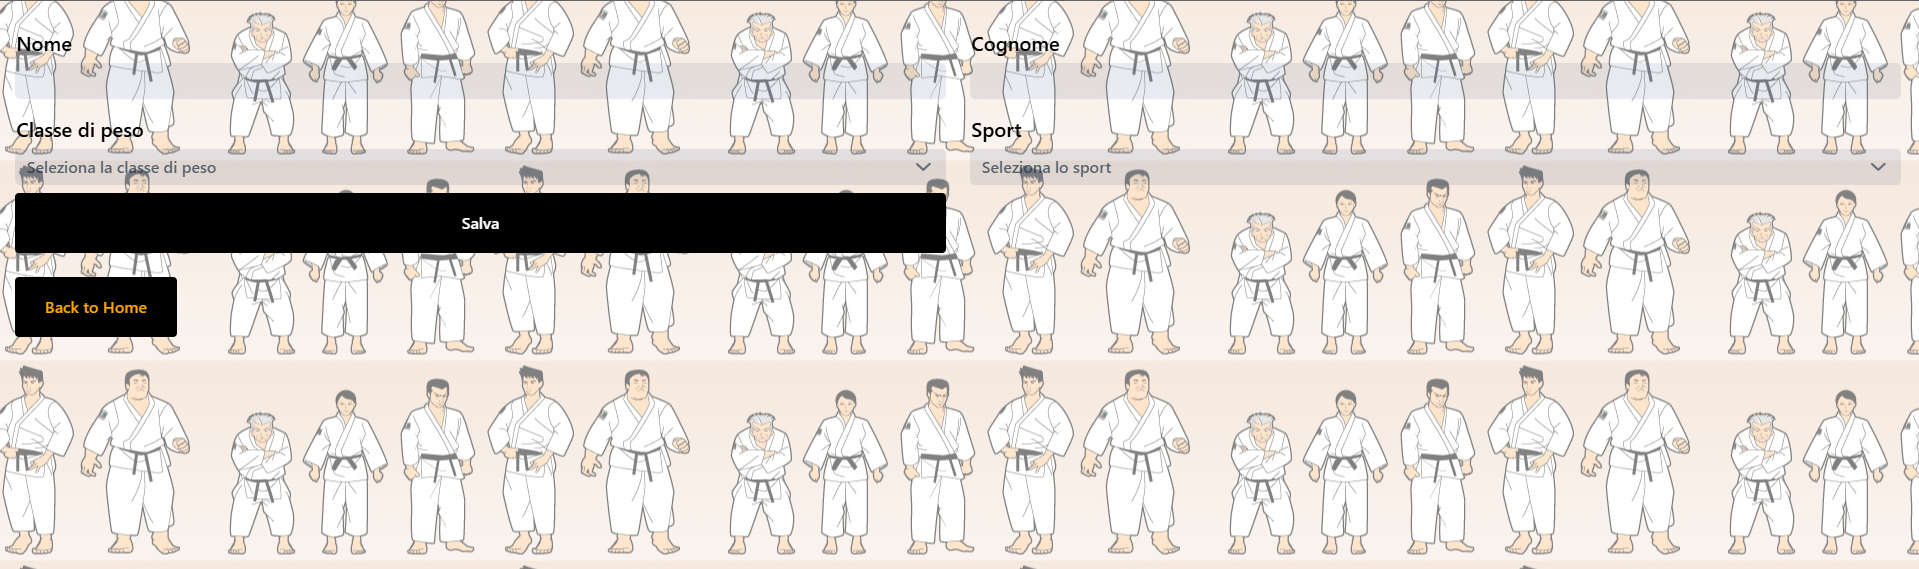 Nome
Cognome
Classe di peso
Sport
Seleziona la classe di peso
Seleziona lo sport
Salva
Back to Home